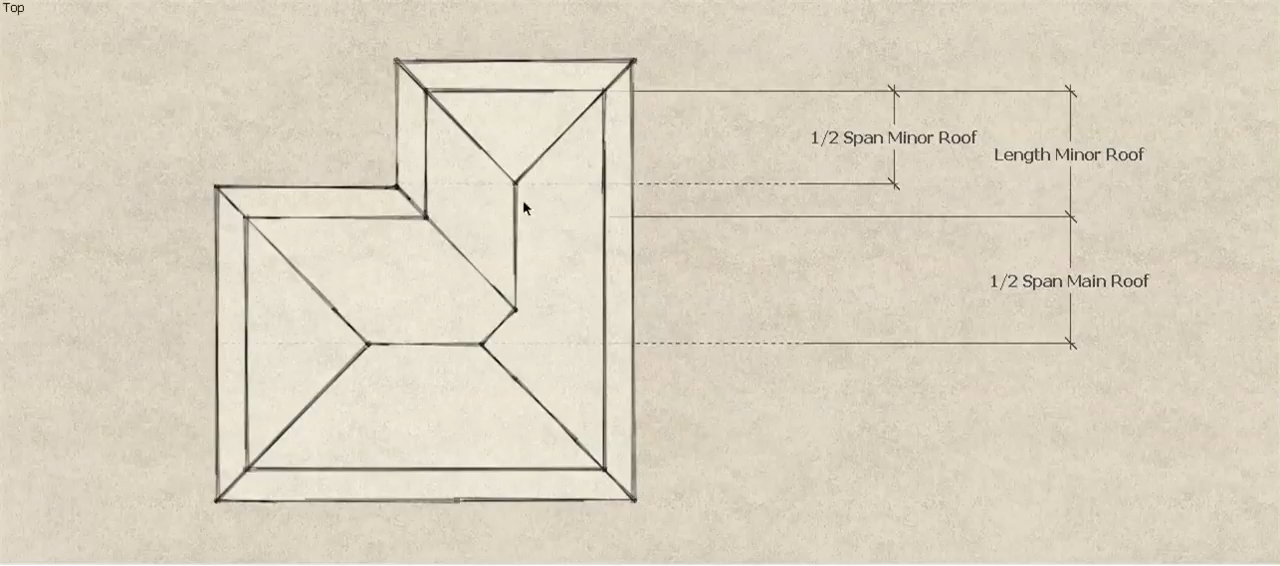 Top
1/2 Span Minor Roof
Length Minor Roof
1/2 Span Main Roof